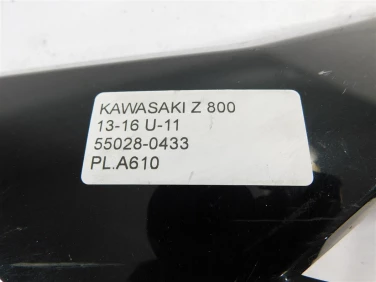 KAWASAKI Z 800
13-16 U-11
55028-0433
PL.A610